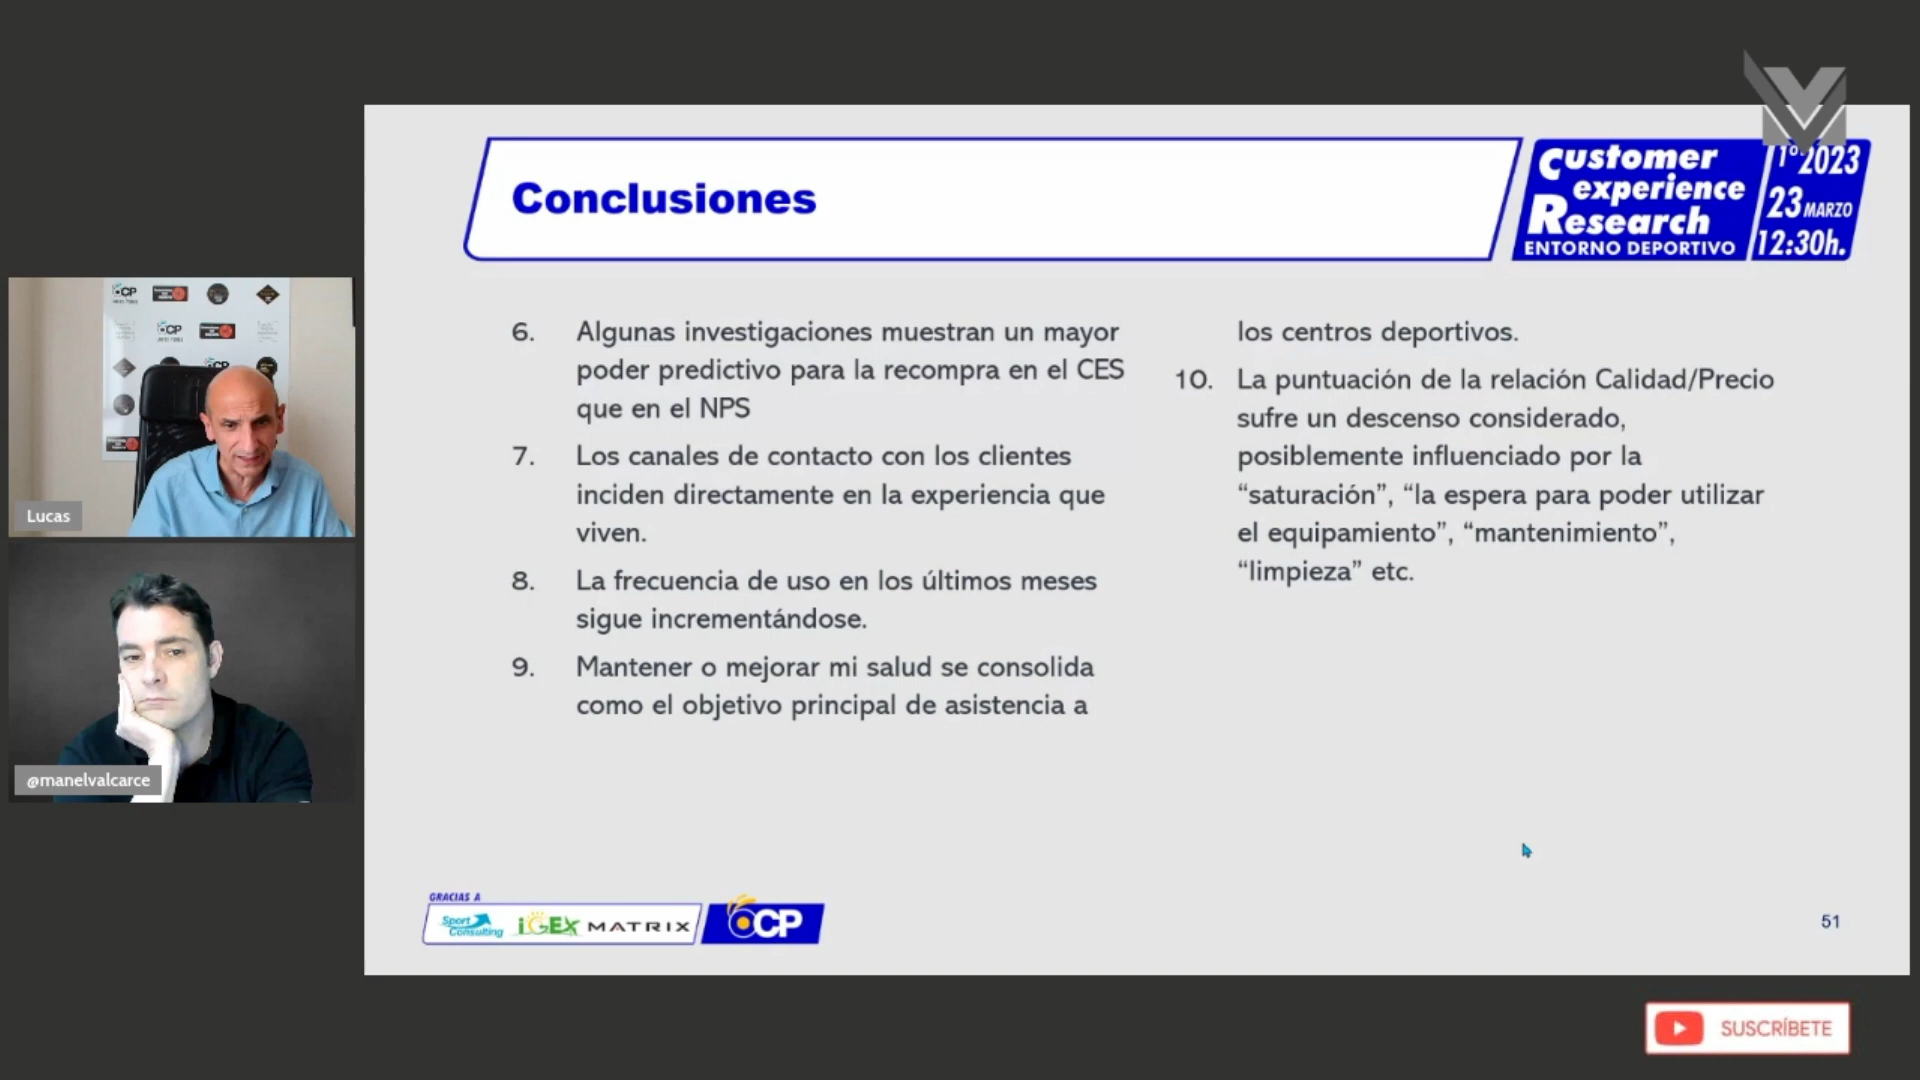 Conclusiones
Customer
experience
Research
ENTORNO DEPORTIVO
1º 2023
23 MARZO
12:30h.
6. Algunas investigaciones muestran un mayor
poder predictivo para la recompra en el CES
que en el NPS
7. Los canales de contacto con los clientes
inciden directamente en la experiencia que
viven.
8. La frecuencia de uso en los últimos meses
sigue incrementándose.
9. Mantener o mejorar mi salud se consolida
como el objetivo principal de asistencia a
los centros deportivos.
10. La puntuación de la relación Calidad/Precio
sufre un descenso considerado,
posiblemente influenciado por la
“saturación”, “la espera para poder utilizar
el equipamiento”, “mantenimiento”,
“limpieza” etc.
Lucas
@manelvalcarce
GRACIAS A
Sport
Consulting
iGEX
MATRIX
CP
51
SUSCRÍBETE